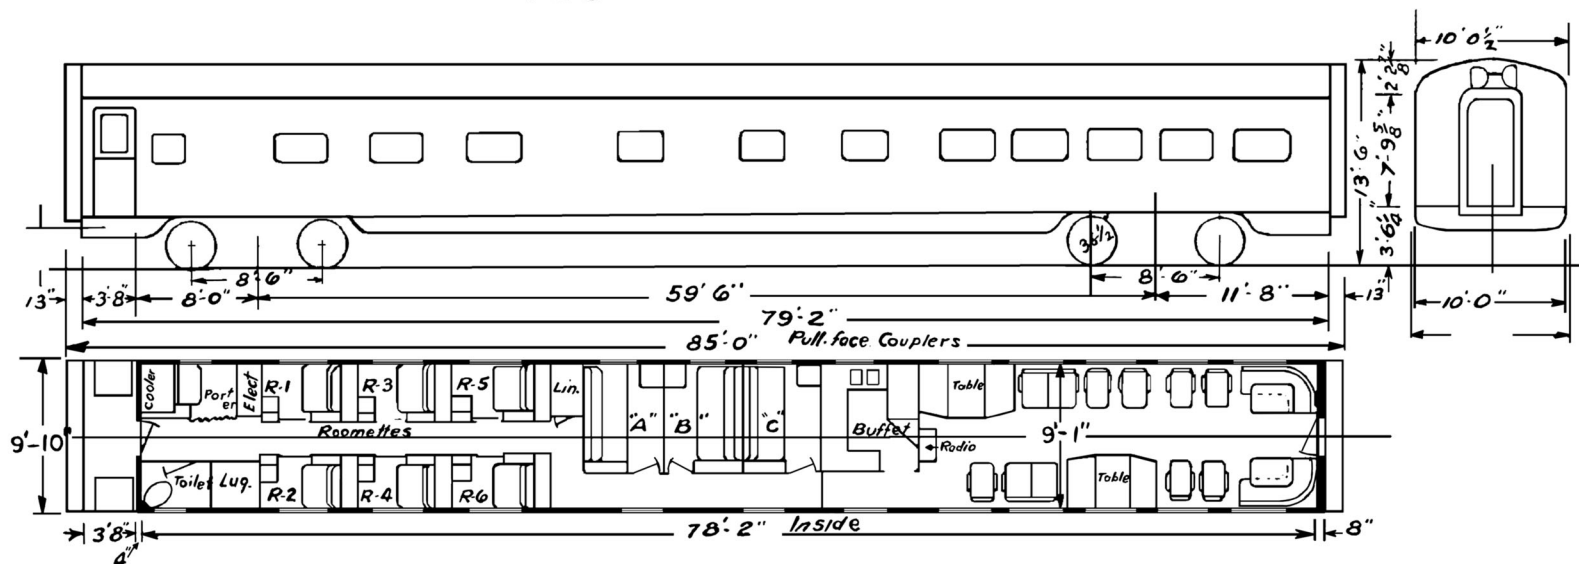 10'0½"
2'2⅞"
7'-9⅝"
13'6"
3'6¼"
36½
8'-6"
8'-6"
13"
3'-8"
8'-0"
59'6"
11'-8"
13"
10'-0"
79'-2"
85'-0" Pull-face Couplers
Cooler
Port
er
Elect
R-1
R-3
R-5
Lin.
Table
Roomettes
"A"
"B"
"C"
Buffet
9'-1"
9'-10"
Radio
Toilet
Lug.
R-2
R-4
R-6
Table
3'8"
4"
78'-2" Inside
8"